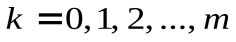 k = 0, 1, 2, ..., m